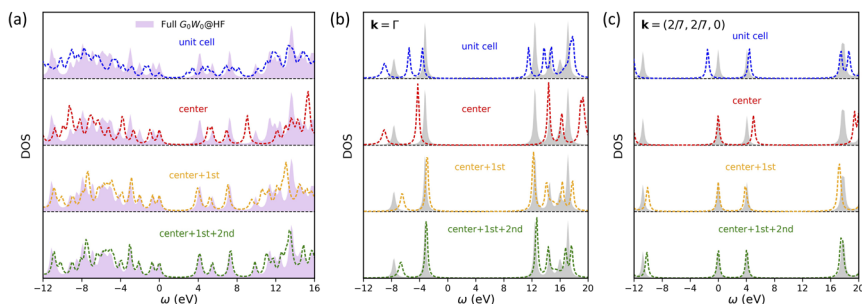 (a)
Full G₀W₀@HF
unit cell
center
center+1st
center+1st+2nd
DOS
−12 −8 −4 0 4 8 12 16
ω (eV)
(b)
k = Γ
unit cell
center
center+1st
center+1st+2nd
DOS
−12 −8 −4 0 4 8 12 16 20
ω (eV)
(c)
k = (2/7, 2/7, 0)
unit cell
center
center+1st
center+1st+2nd
DOS
−12 −8 −4 0 4 8 12 16 20
ω (eV)